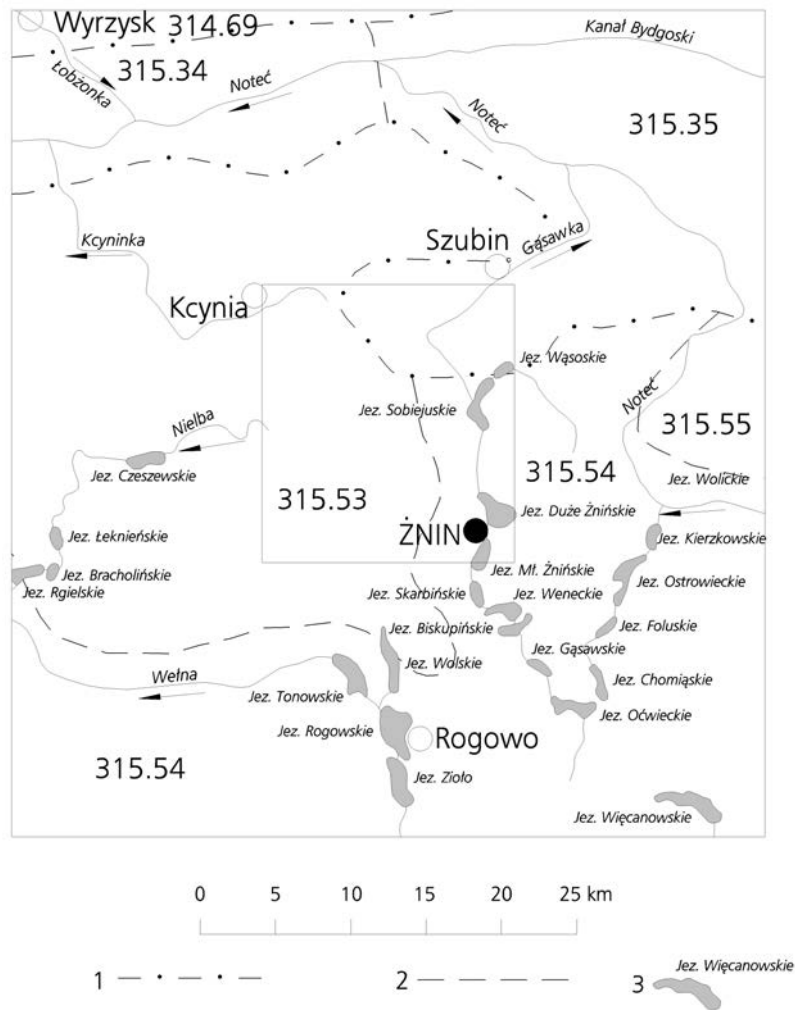 Wyrzysk 314.69
Kanał Bydgoski
315.34
Łobżonka
Noteć
Noteć
315.35
Kcyninka
Szubin
Gąsawka
Kcynia
Jęz. Wąsoskie
Jez. Sobiejuskie
Noteć
Nielba
315.55
Jez. Czeszewskie
315.54
Jez. Wolickie
315.53
Jez. Duże Żnińskie
ŻNIN
Jez. Łeknieńskie
Jez. Kierzkowskie
Jez. Bracholińskie
Jez. Mł. Żnińskie
Jez. Ostrowieckie
Jez. Rgielskie
Jez. Skarbińskie
Jez. Weneckie
Jez. Biskupińskie
Jez. Foluskie
Jez. Gąsawskie
Wełna
Jez. Wolskie
Jez. Chomiąskie
Jez. Tonowskie
Jez. Oćwieckie
Jez. Rogowskie
Rogowo
315.54
Jez. Zioło
Jez. Więcanowskie
0 5 10 15 20 25 km
1 2 3 Jez. Więcanowskie